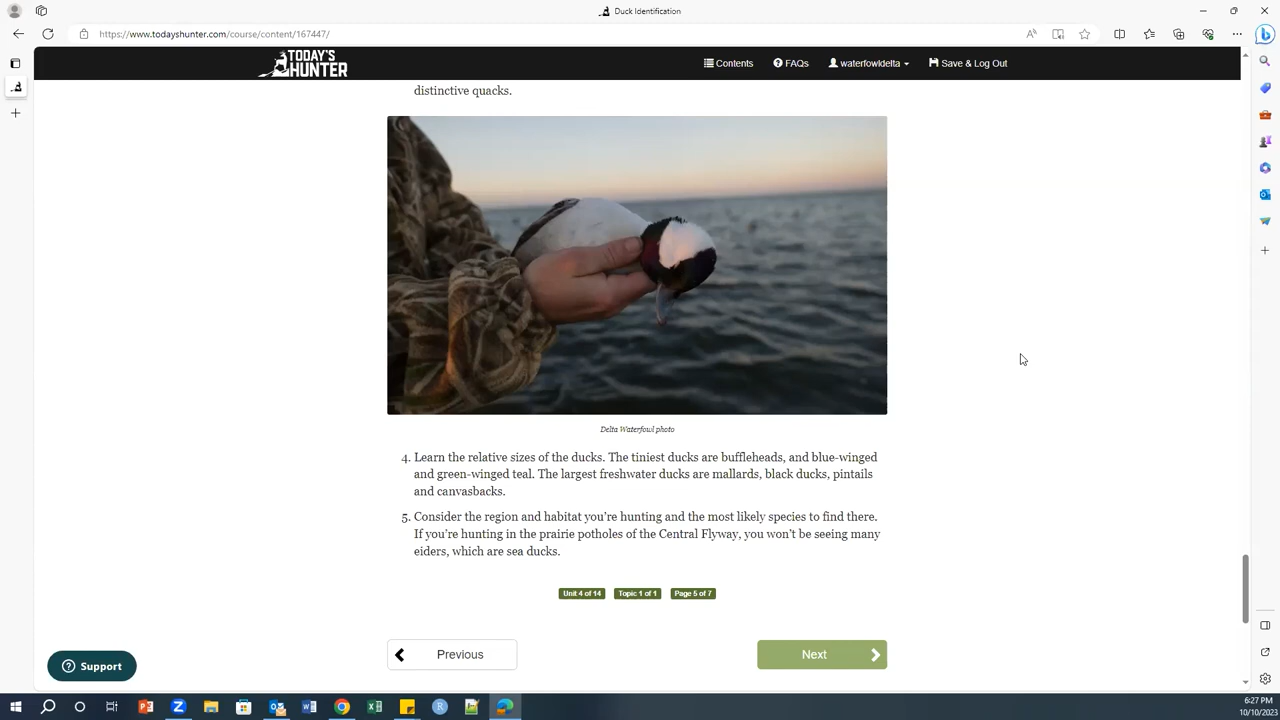 Duck Identification
https://www.todayshunter.com/course/content/167447/
TODAY'S
HUNTER
Contents
FAQs
waterfowldelta
Save & Log Out
distinctive quacks.
Delta Waterfowl photo
4. Learn the relative sizes of the ducks. The tiniest ducks are buffleheads, and blue-winged
and green-winged teal. The largest freshwater ducks are mallards, black ducks, pintails
and canvasbacks.
5. Consider the region and habitat you're hunting and the most likely species to find there.
If you're hunting in the prairie potholes of the Central Flyway, you won't be seeing many
eiders, which are sea ducks.
Unit 4 of 14 Topic 1 of 1 Page 5 of 7
Previous
Next
Support
6:27 PM
10/10/2023